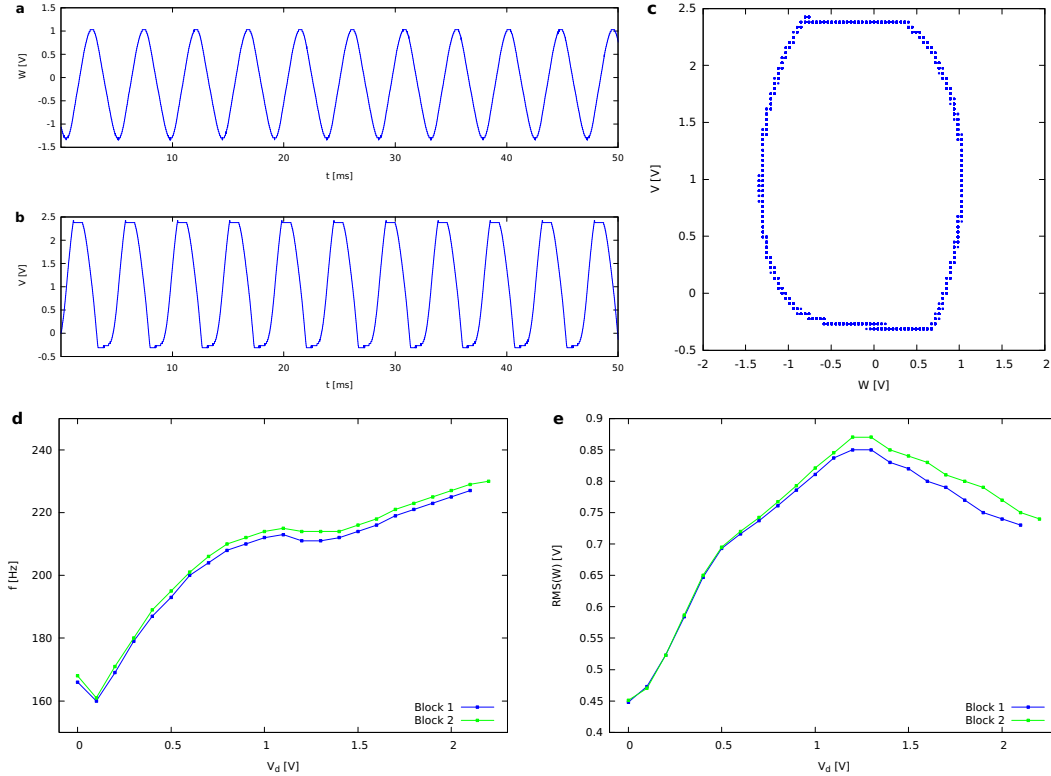 a
1.5
1
0.5
0
-0.5
-1
-1.5
W [V]
10 20 30 40 50
t [ms]
b
2.5
2
1.5
1
0.5
0
-0.5
V [V]
10 20 30 40 50
t [ms]
c
2.5
2
1.5
1
0.5
0
-0.5
V [V]
-2 -1.5 -1 -0.5 0 0.5 1 1.5 2
W [V]
d
240
220
200
180
160
f [Hz]
0 0.5 1 1.5 2
V_d [V]
Block 1
Block 2
e
0.9
0.85
0.8
0.75
0.7
0.65
0.6
0.55
0.5
0.45
0.4
RMS(W) [V]
0 0.5 1 1.5 2
V_d [V]
Block 1
Block 2